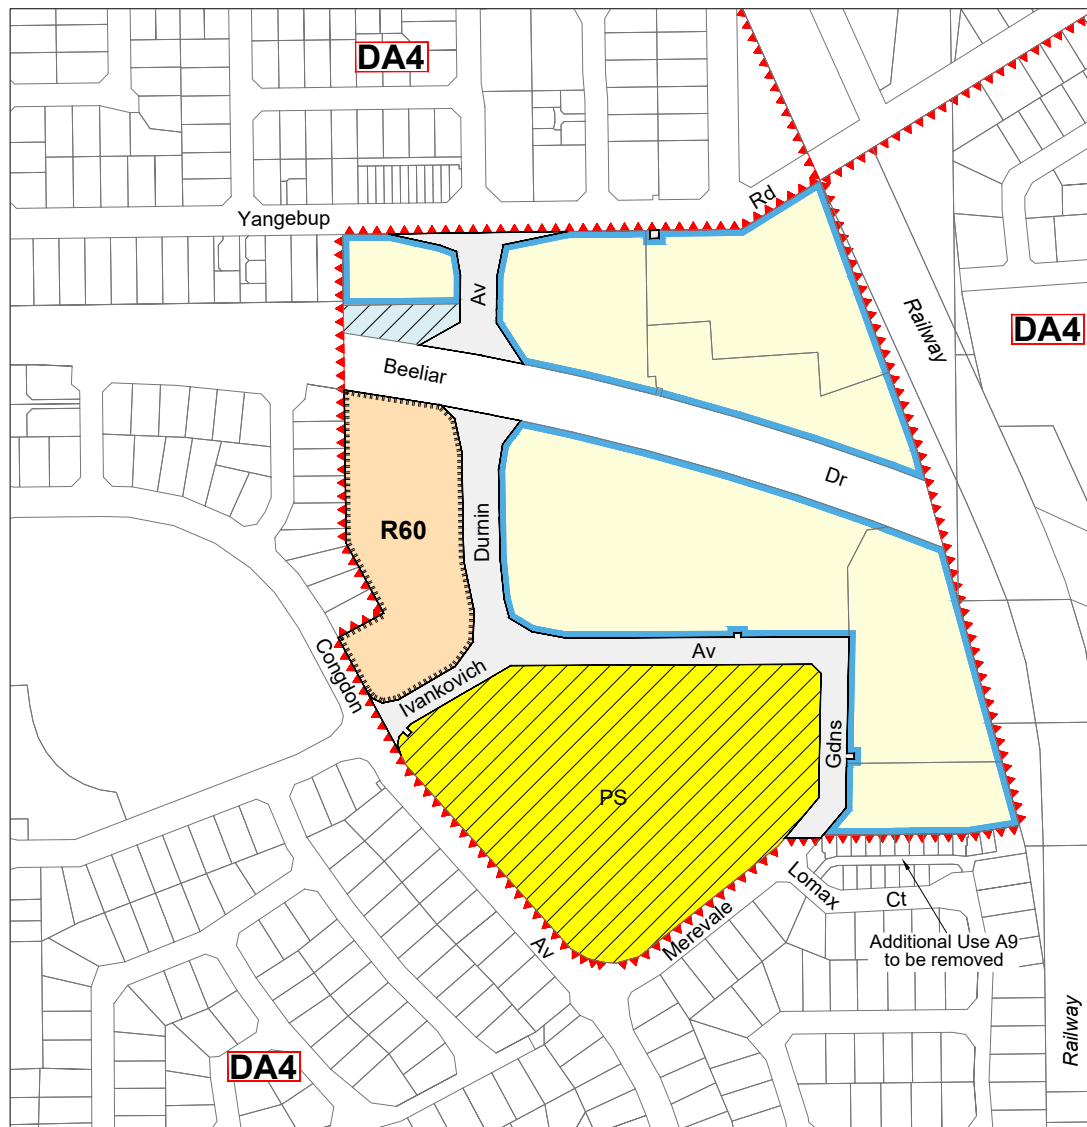 DA4
Yangebup
Rd
Av
Railway
DA4
Beeliar
Dr
R60
Durnin
Av
Ivankovich
Congdon
Gdns
PS
Lomax
Ct
Merevale
Av
Additional Use A9
to be removed
Railway
DA4